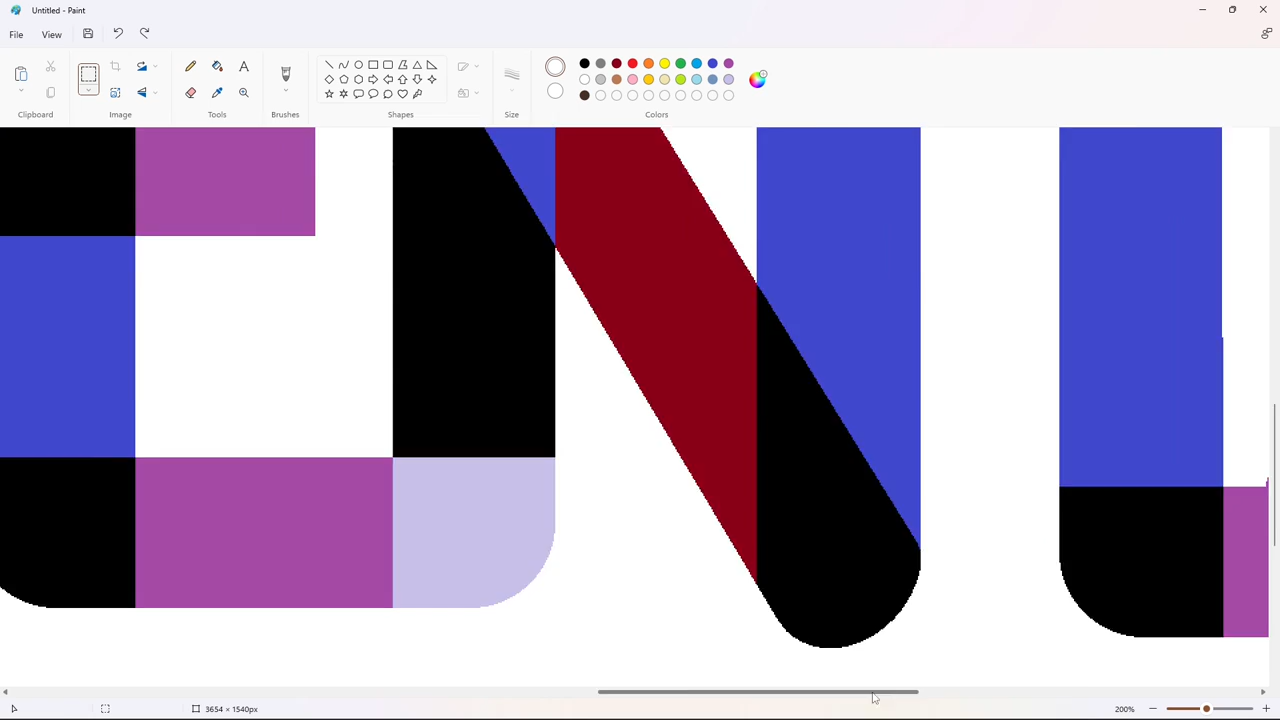 Untitled - Paint
File View
Clipboard Image Tools Brushes Shapes Size Colors
3654 × 1540px 200%